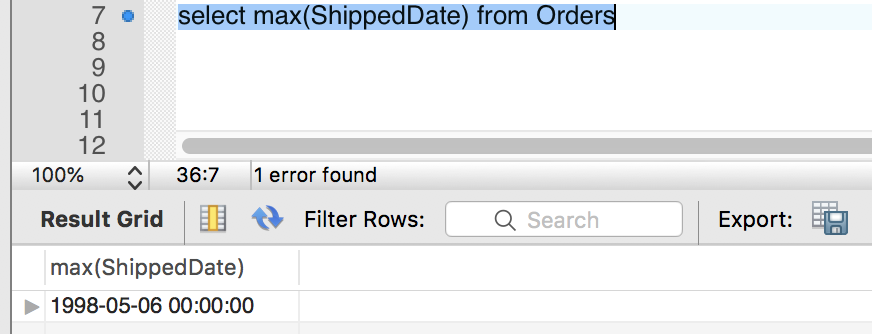 7 select max(ShippedDate) from Orders
8
9
10
11
12
100% 36:7 1 error found
Result Grid Filter Rows: Search Export:
max(ShippedDate)
1998-05-06 00:00:00